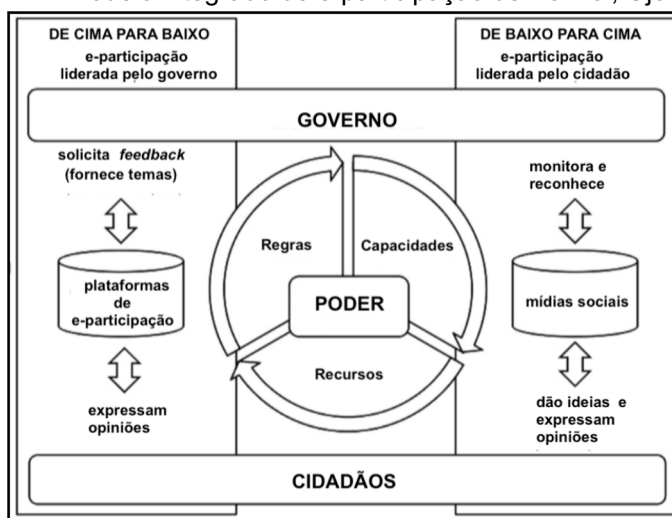 DE CIMA PARA BAIXO
e-participação
liderada pelo governo
DE BAIXO PARA CIMA
e-participação
liderada pelo cidadão
GOVERNO
solicita feedback
(fornece temas)
monitora e
reconhece
Regras
Capacidades
plataformas
de
e-participação
PODER
mídias sociais
Recursos
expressam
opiniões
dão ideias e
expressam
opiniões
CIDADÃOS